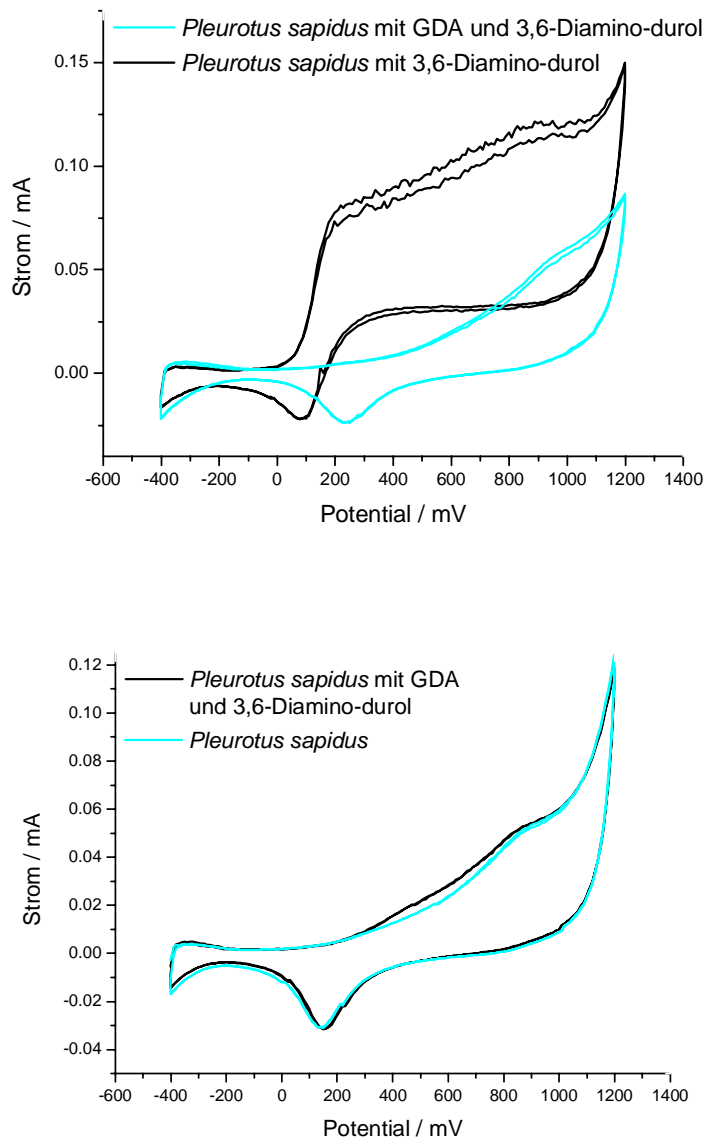 Pleurotus sapidus mit GDA und 3,6-Diamino-durol
Pleurotus sapidus mit 3,6-Diamino-durol
0.15
0.10
0.05
0.00
Strom / mA
-600 -400 -200 0 200 400 600 800 1000 1200 1400
Potential / mV
0.12
0.10
0.08
0.06
0.04
0.02
0.00
-0.02
-0.04
Strom / mA
Pleurotus sapidus mit GDA
und 3,6-Diamino-durol
Pleurotus sapidus
-600 -400 -200 0 200 400 600 800 1000 1200 1400
Potential / mV